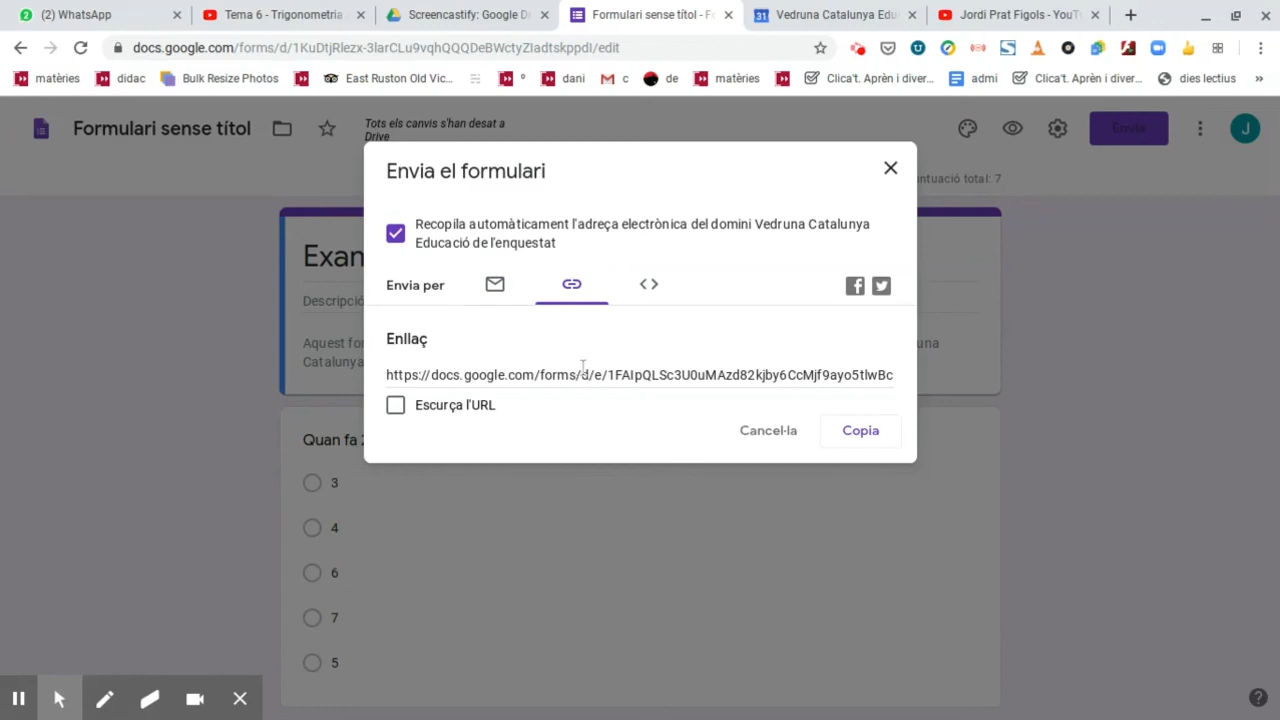 (2) WhatsApp
Tema 6 - Trigonometria
Screencastify: Google D
Formulari sense títol - F
31
Vedruna Catalunya Edu
Jordi Prat Figols - YouT
docs.google.com/forms/d/1KuDtjRlezx-3larCLu9vqhQQQDeBWctyZIadtskppdI/edit
matèries
didac
Bulk Resize Photos
East Ruston Old Vic...
º
dani
c
de
matèries
Clica't. Aprèn i diver...
admi
Clica't. Aprèn i diver...
dies lectius
»
Formulari sense títol
Tots els canvis s'han desat a
Drive
Envia
J
untuació total: 7
Envia el formulari
Recopila automàticament l'adreça electrònica del domini Vedruna Catalunya
Educació de l'enquestat
Envia per
Enllaç
https://docs.google.com/forms/d/e/1FAIpQLSc3U0uMAzd82kjby6CcMjf9ayo5tlwBc
Escurça l'URL
Cancel·la
Copia
Exan
Descripció
Aquest for
una
Catalunya
Quan fa 2
3
4
6
7
5